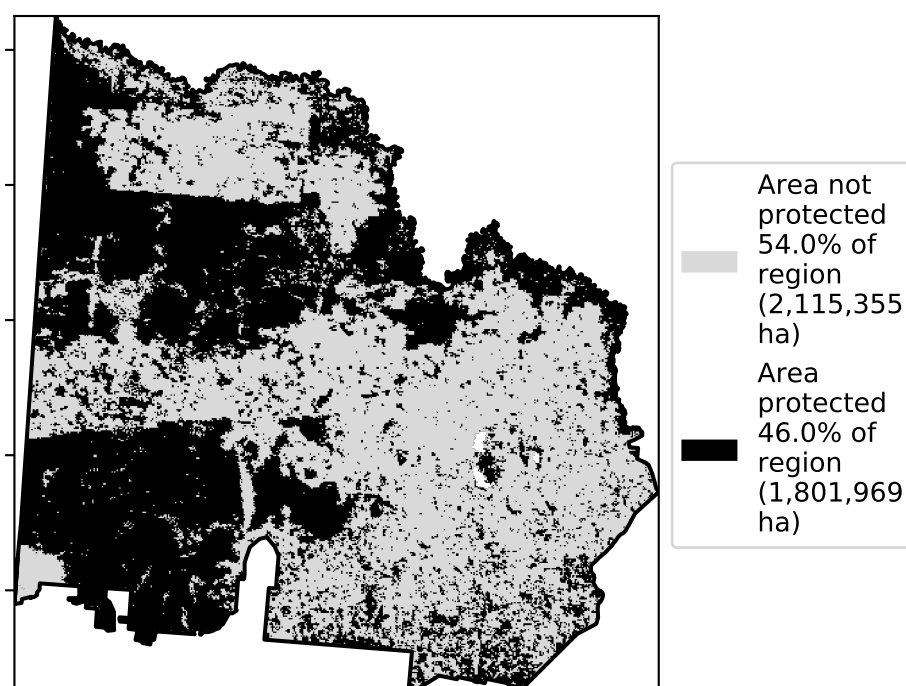 Area not
protected
54.0% of
region
(2,115,355
ha)
Area
protected
46.0% of
region
(1,801,969
ha)